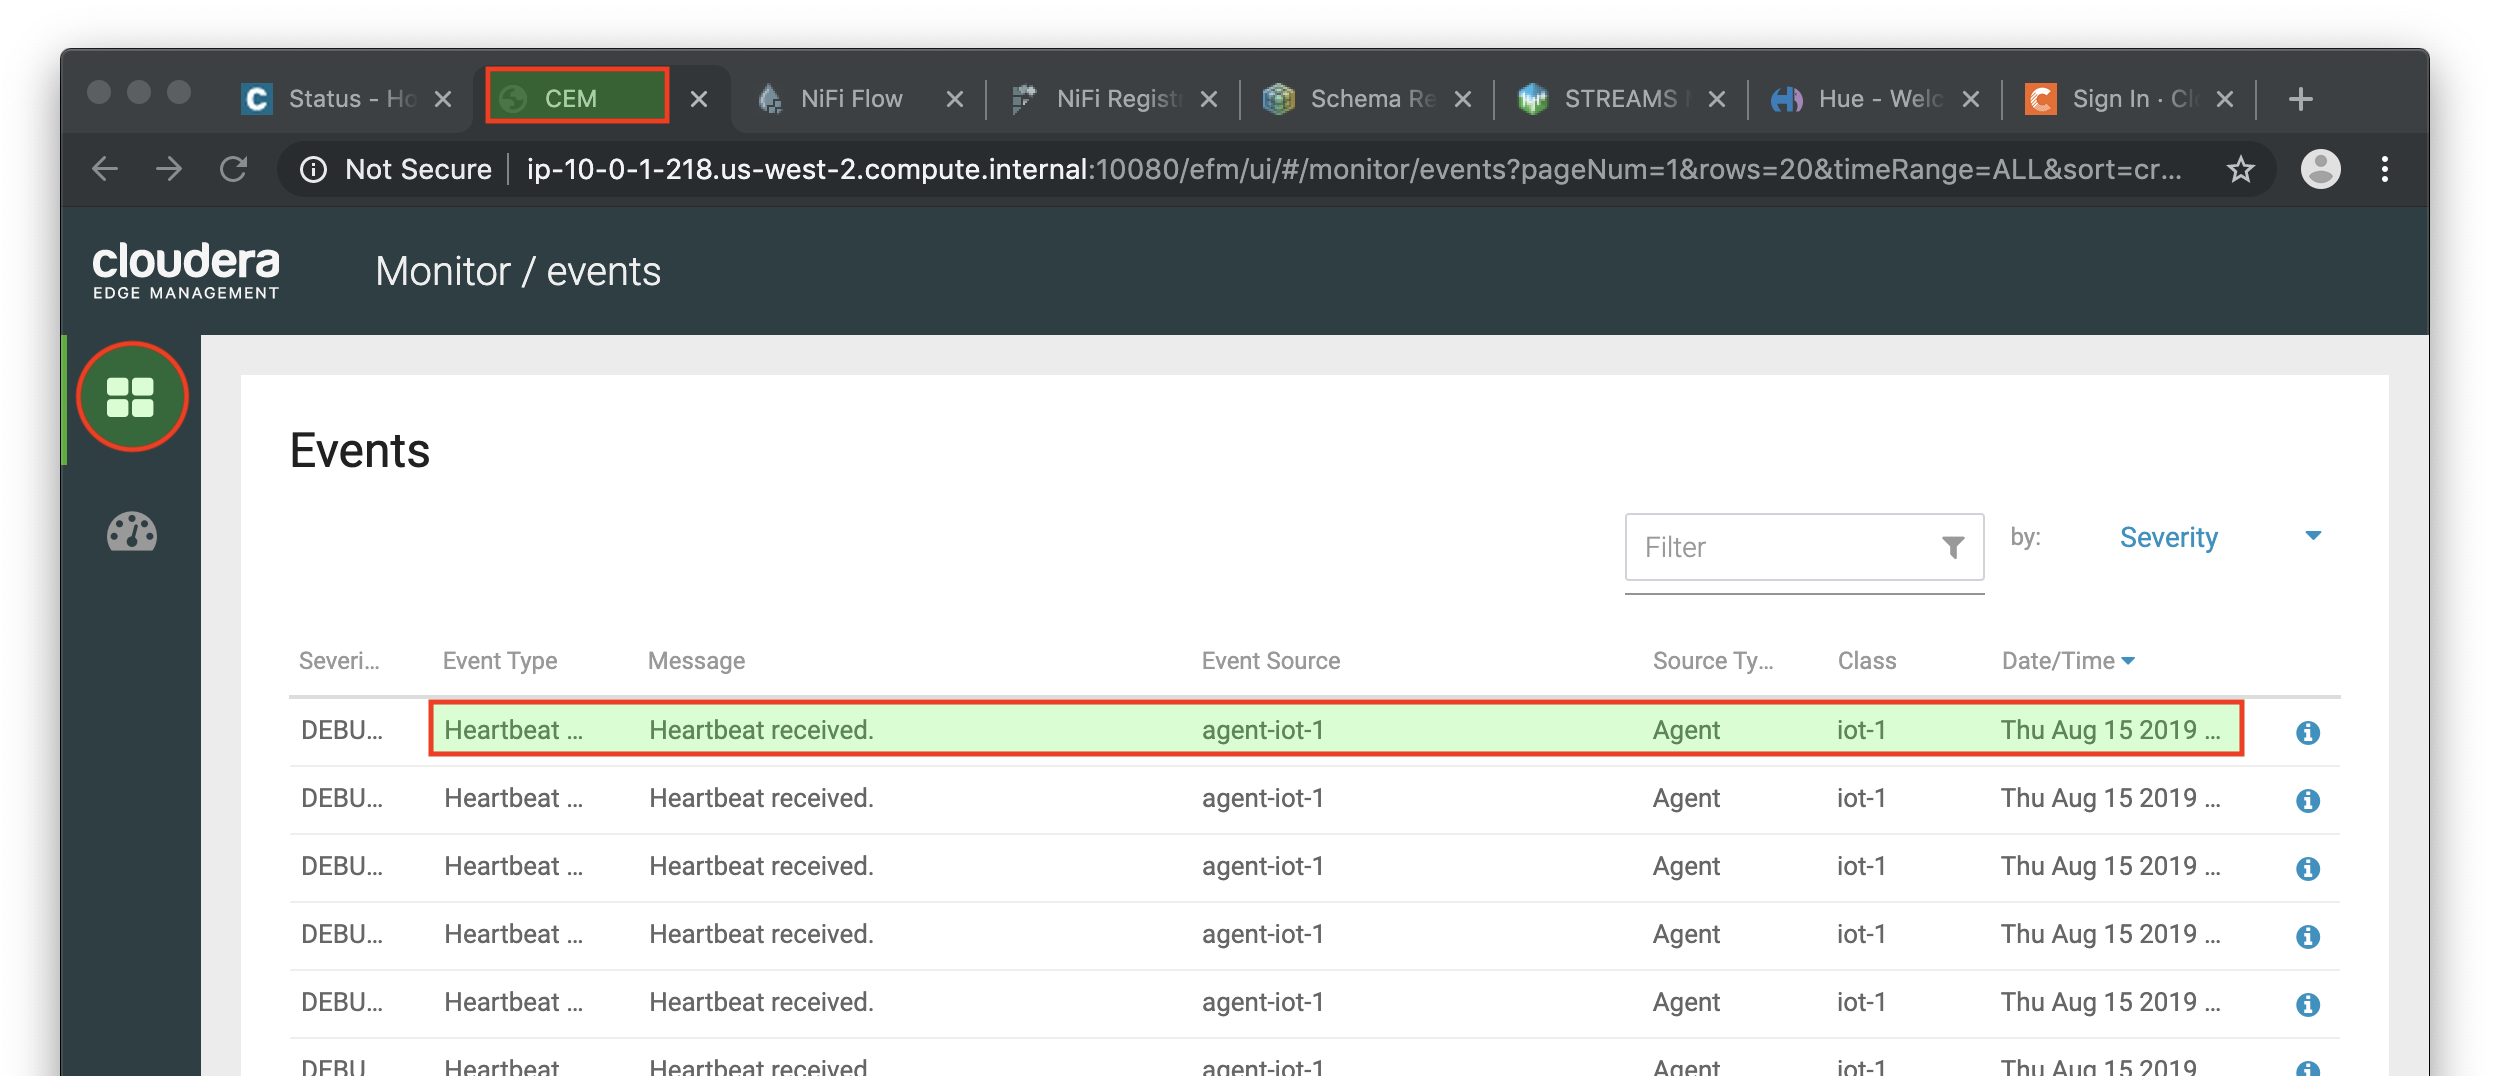 Status - Ho CEM NiFi Flow NiFi Regist Schema Re STREAMS Hue - Welc Sign In · Cl
Not Secure ip-10-0-1-218.us-west-2.compute.internal:10080/efm/ui/#/monitor/events?pageNum=1&rows=20&timeRange=ALL&sort=cr...
cloudera
EDGE MANAGEMENT
Monitor / events
Events
Filter by: Severity
Severi... Event Type Message Event Source Source Ty... Class Date/Time
DEBU... Heartbeat ... Heartbeat received. agent-iot-1 Agent iot-1 Thu Aug 15 2019 ...
DEBU... Heartbeat ... Heartbeat received. agent-iot-1 Agent iot-1 Thu Aug 15 2019 ...
DEBU... Heartbeat ... Heartbeat received. agent-iot-1 Agent iot-1 Thu Aug 15 2019 ...
DEBU... Heartbeat ... Heartbeat received. agent-iot-1 Agent iot-1 Thu Aug 15 2019 ...
DEBU... Heartbeat ... Heartbeat received. agent-iot-1 Agent iot-1 Thu Aug 15 2019 ...
DEBU Heartbeat Heartbeat received agent-iot-1 Agent iot-1 Thu Aug 15 2019